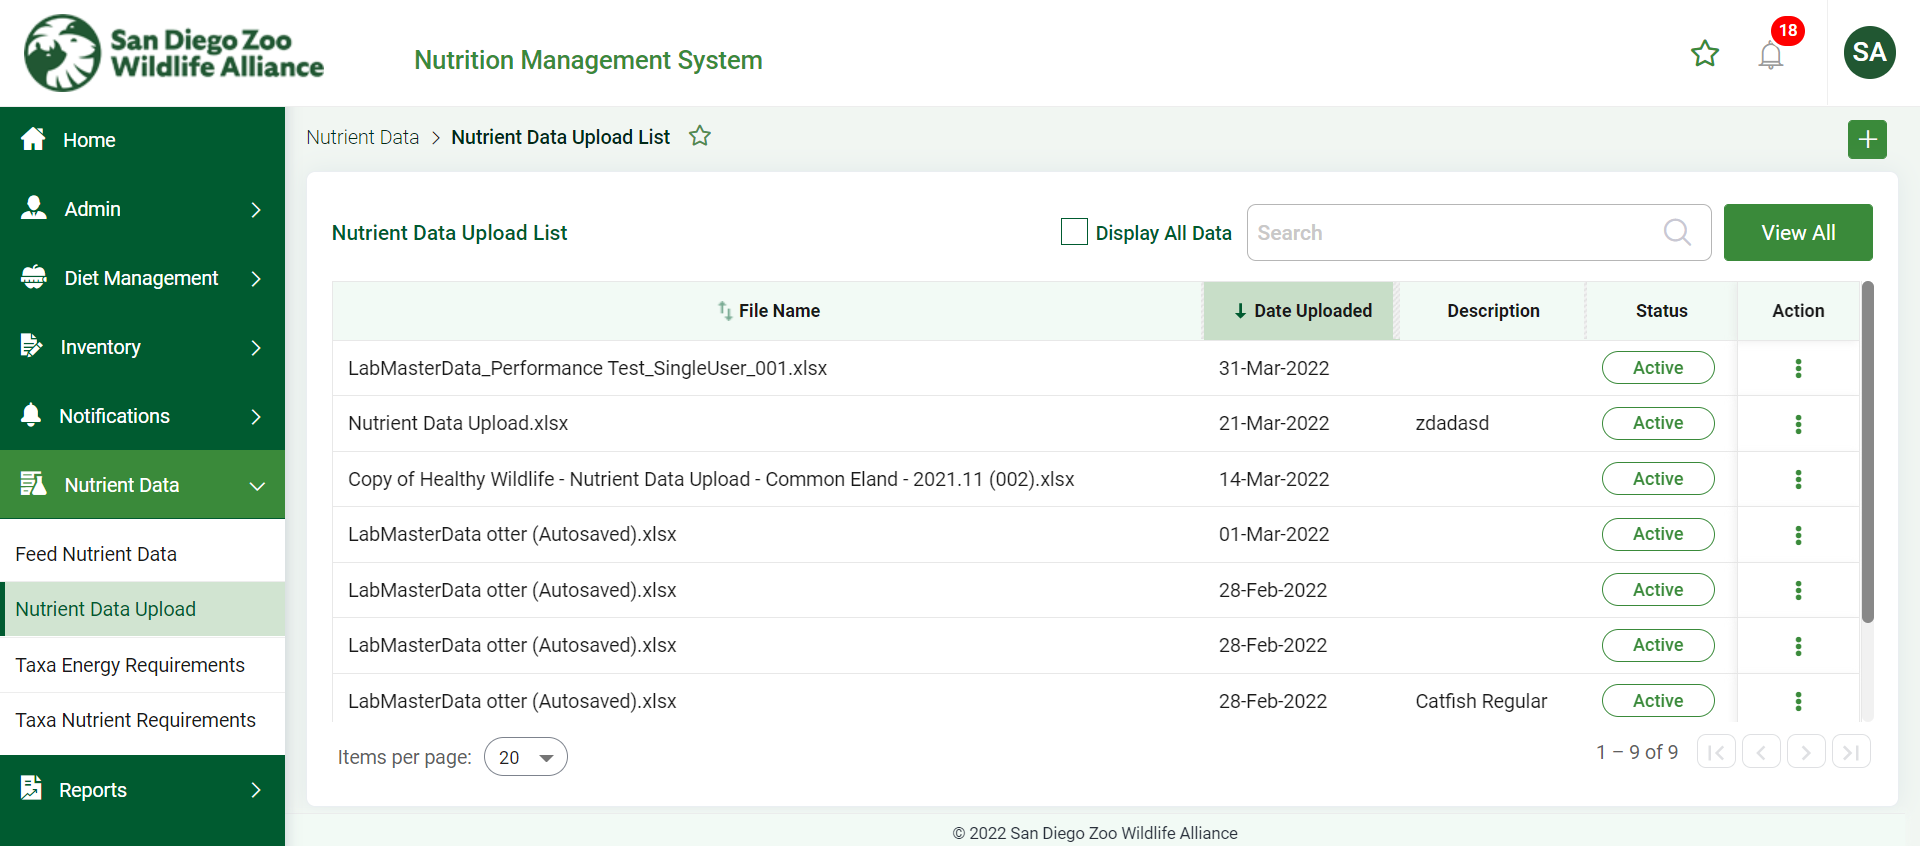 San Diego Zoo
Wildlife Alliance
Nutrition Management System
18
SA
Home
Admin
Diet Management
Inventory
Notifications
Nutrient Data
Feed Nutrient Data
Nutrient Data Upload
Taxa Energy Requirements
Taxa Nutrient Requirements
Reports
Nutrient Data > Nutrient Data Upload List
Nutrient Data Upload List
Display All Data
Search
View All
File Name Date Uploaded Description Status Action
LabMasterData_Performance Test_SingleUser_001.xlsx 31-Mar-2022 Active
Nutrient Data Upload.xlsx 21-Mar-2022 zdadasd Active
Copy of Healthy Wildlife - Nutrient Data Upload - Common Eland - 2021.11 (002).xlsx 14-Mar-2022 Active
LabMasterData otter (Autosaved).xlsx 01-Mar-2022 Active
LabMasterData otter (Autosaved).xlsx 28-Feb-2022 Active
LabMasterData otter (Autosaved).xlsx 28-Feb-2022 Active
LabMasterData otter (Autosaved).xlsx 28-Feb-2022 Catfish Regular Active
Items per page: 20
1 – 9 of 9
© 2022 San Diego Zoo Wildlife Alliance